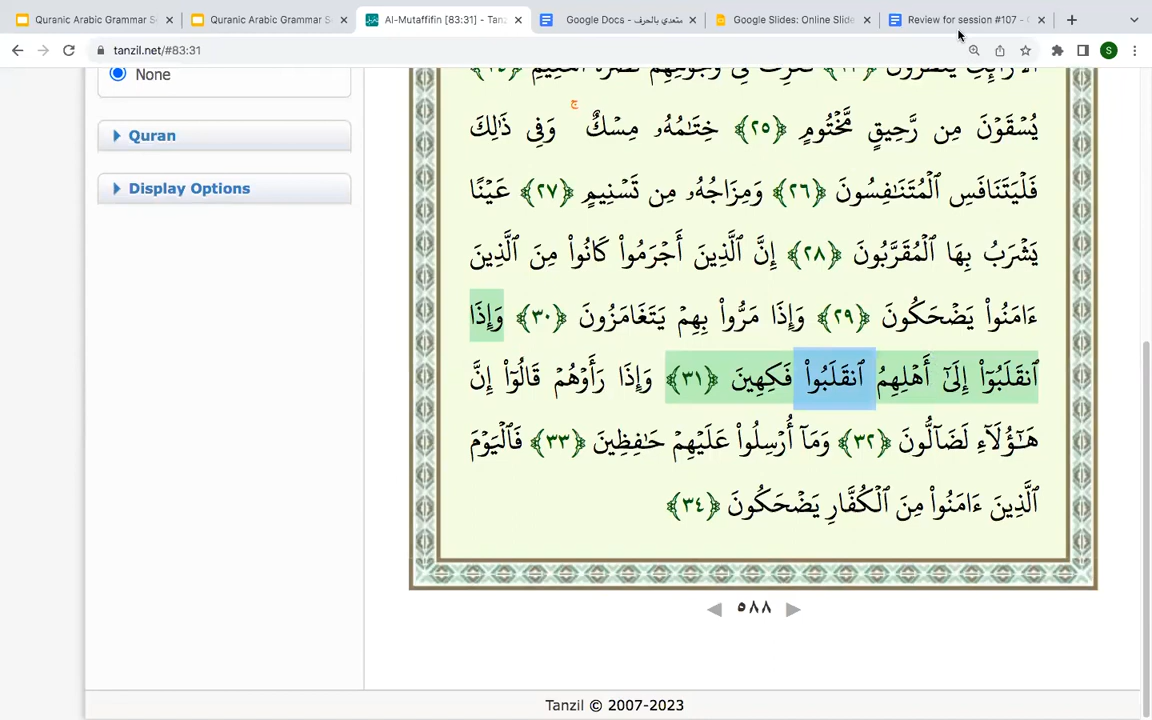 Quranic Arabic Grammar S
Quranic Arabic Grammar S
Al-Mutaffifin [83:31] - Tanz
Google Docs - متعدي بالحرف
Google Slides: Online Slide
Review for session #107 -
tanzil.net/#83:31
S
None
Quran
Display Options
يُسْقَوْنَ مِن رَّحِيقٍ مَّخْتُومٍ ﴿٢٥﴾ خِتَـٰمُهُۥ مِسْكٌ ۚ وَفِى ذَٰلِكَ
فَلْيَتَنَافَسِ ٱلْمُتَنَـٰفِسُونَ ﴿٢٦﴾ وَمِزَاجُهُۥ مِن تَسْنِيمٍ ﴿٢٧﴾ عَيْنًا
يَشْرَبُ بِهَا ٱلْمُقَرَّبُونَ ﴿٢٨﴾ إِنَّ ٱلَّذِينَ أَجْرَمُوا۟ كَانُوا۟ مِنَ ٱلَّذِينَ
ءَامَنُوا۟ يَضْحَكُونَ ﴿٢٩﴾ وَإِذَا مَرُّوا۟ بِهِمْ يَتَغَامَزُونَ ﴿٣٠﴾ وَإِذَا
ٱنقَلَبُوٓا۟ إِلَىٰٓ أَهْلِهِمُ ٱنقَلَبُوا۟ فَكِهِينَ ﴿٣١﴾ وَإِذَا رَأَوْهُمْ قَالُوٓا۟ إِنَّ
هَـٰٓؤُلَآءِ لَضَآلُّونَ ﴿٣٢﴾ وَمَآ أُرْسِلُوا۟ عَلَيْهِمْ حَـٰفِظِينَ ﴿٣٣﴾ فَٱلْيَوْمَ
ٱلَّذِينَ ءَامَنُوا۟ مِنَ ٱلْكُفَّارِ يَضْحَكُونَ ﴿٣٤﴾
٥٨٨
Tanzil © 2007-2023